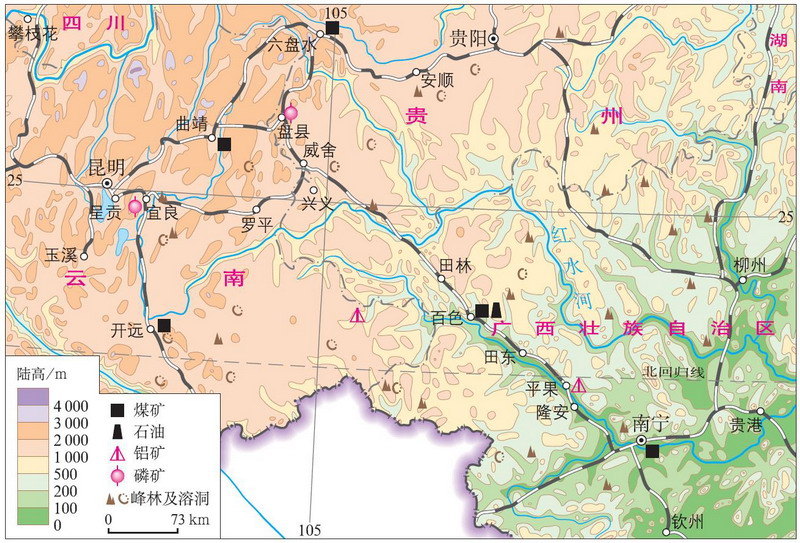 105
四川
攀枝花
六盘水
贵阳
湖南
安顺
贵州
曲靖
盘县
威舍
昆明
25
呈贡
宜良
罗平
兴义
25
玉溪
云南
红水河
田林
柳州
开远
百色
广西壮族自治区
田东
北回归线
平果
隆安
南宁
贵港
钦州
105
陆高/m
4 000
3 000
2 000
1 000
500
200
100
0
煤矿
石油
铝矿
磷矿
峰林及溶洞
0 73 km